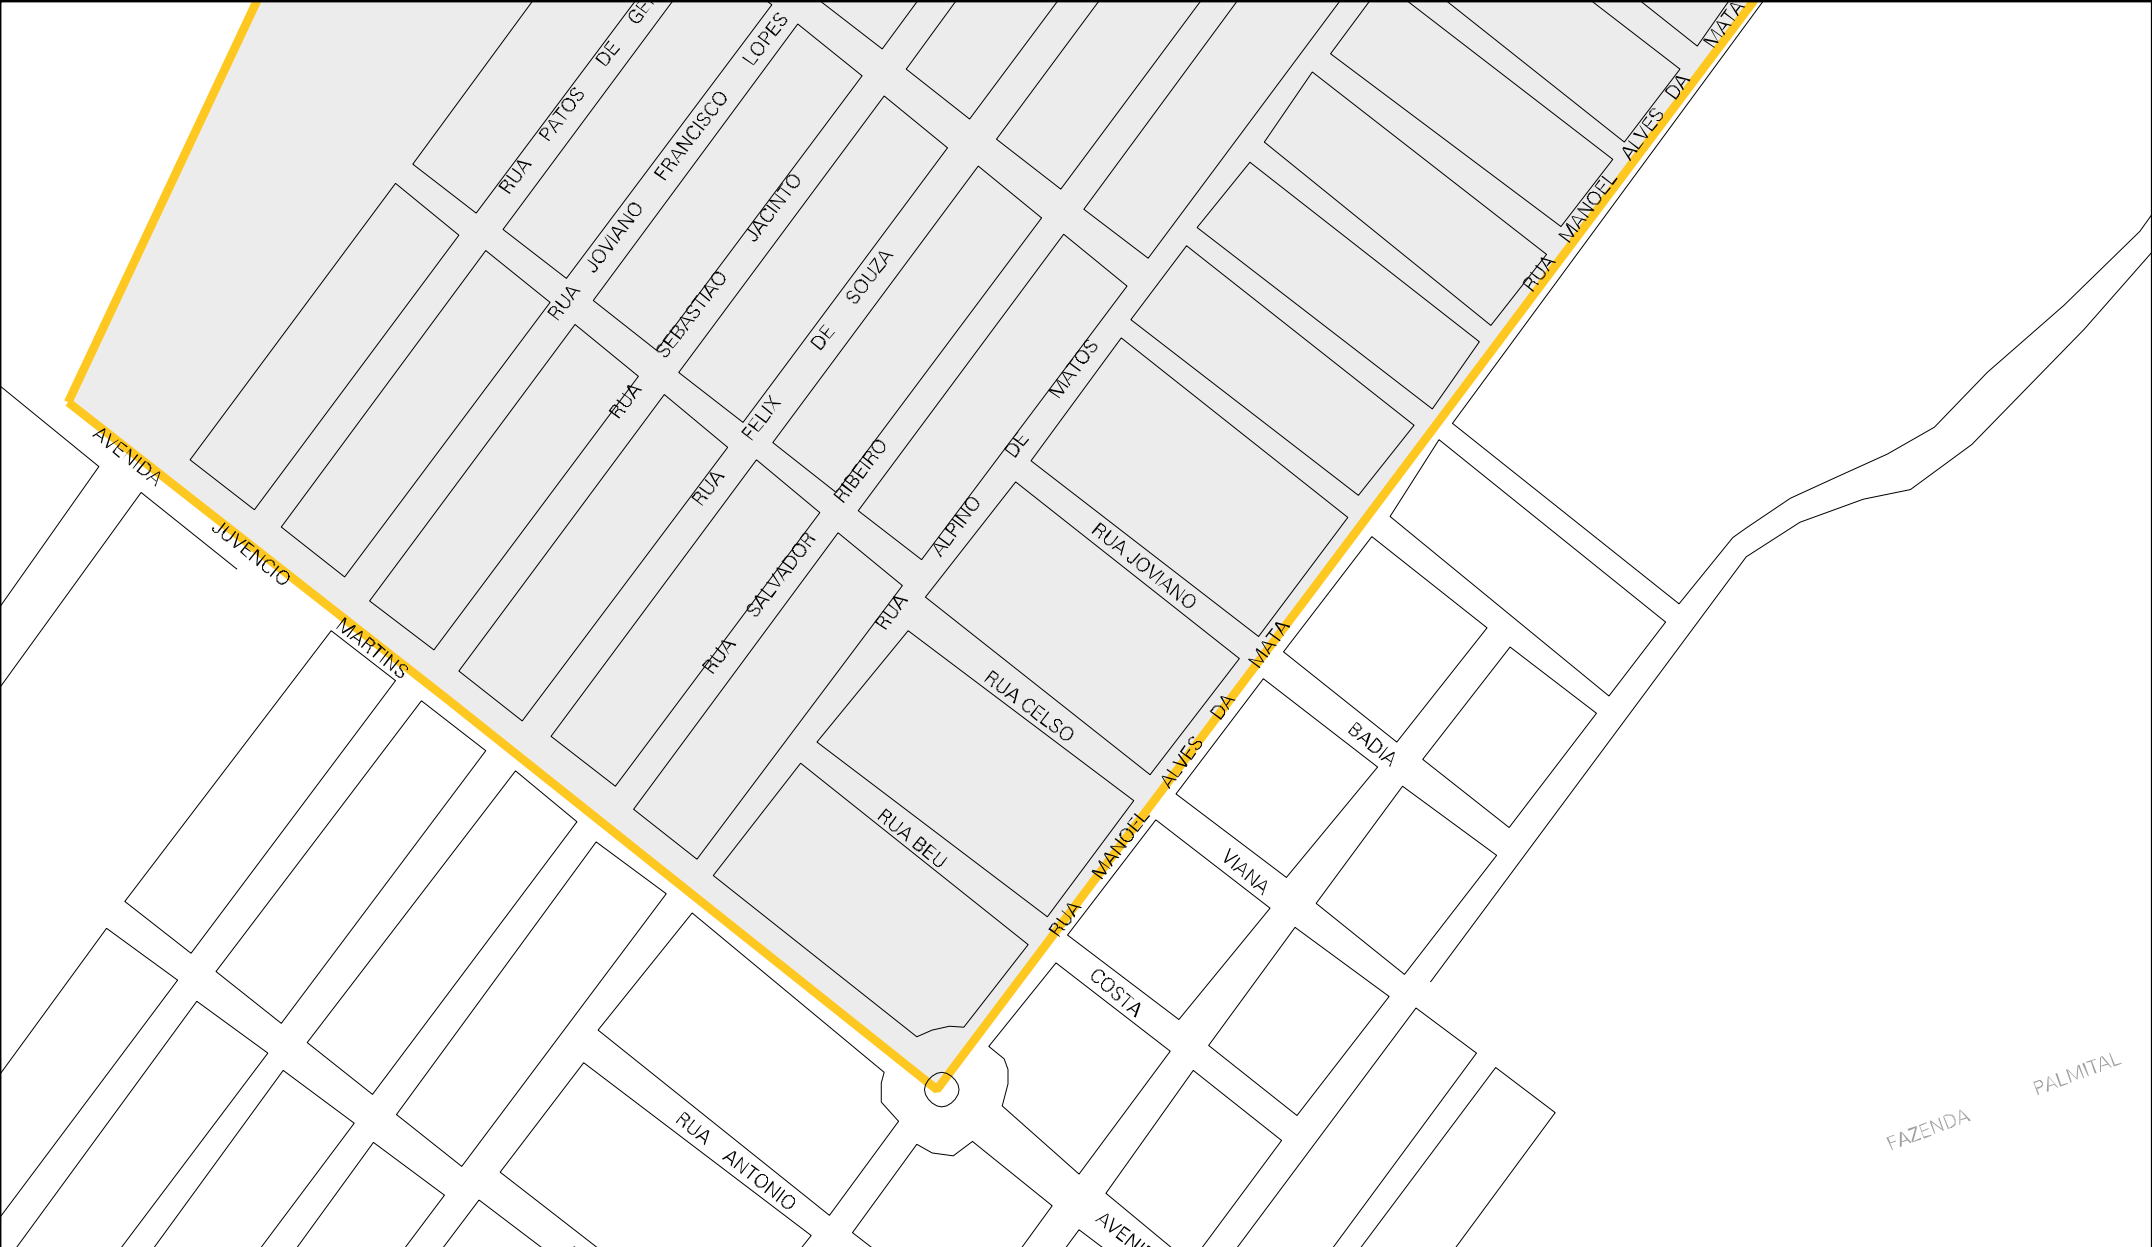 RUA PATOS DE
RUA JOVIANO FRANCISCO LOPES
RUA SEBASTIAO JACINTO
RUA FELIX DE SOUZA
RUA SALVADOR RIBEIRO
RUA ALPINO DE MATOS
RUA MANOEL ALVES DA MATA
AVENIDA JUVENCIO MARTINS
RUA JOVIANO
BADIA
RUA CELSO
VIANA
RUA BEU
COSTA
RUA MANOEL ALVES DA MATA
RUA ANTONIO
FAZENDA PALMITAL